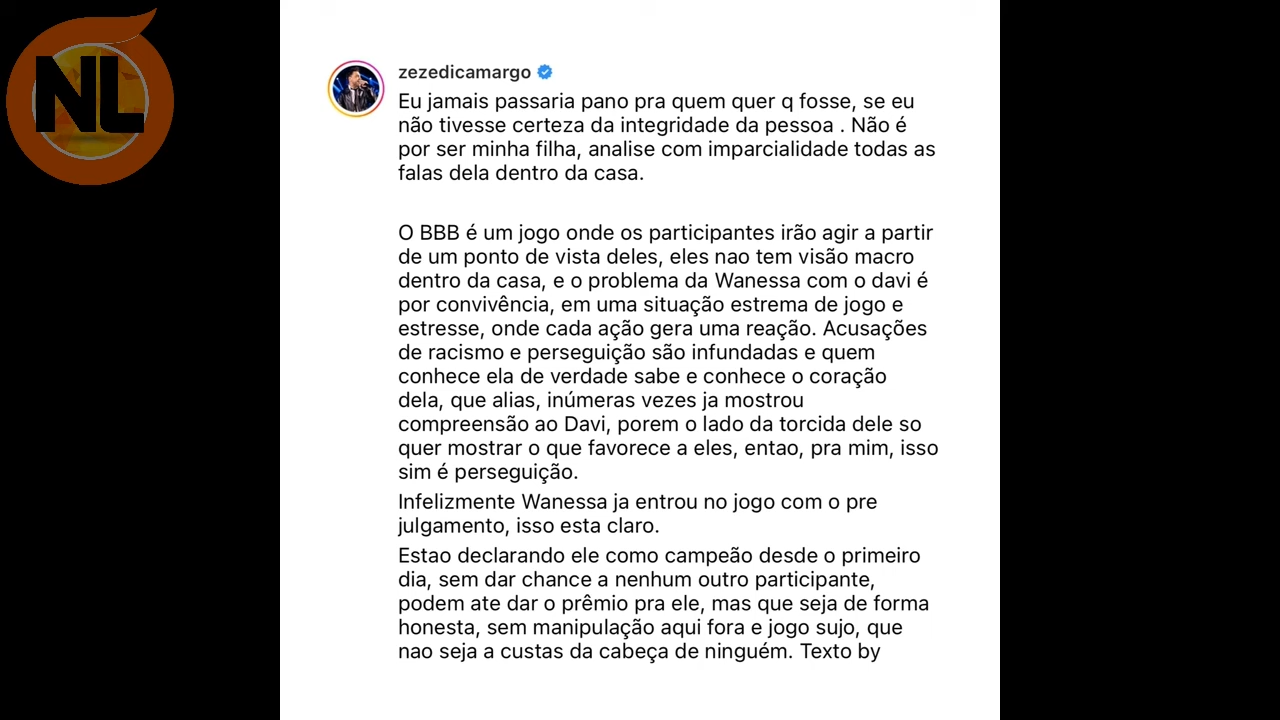 NL
zezedicamargo
Eu jamais passaria pano pra quem quer q fosse, se eu
não tivesse certeza da integridade da pessoa . Não é
por ser minha filha, analise com imparcialidade todas as
falas dela dentro da casa.
O BBB é um jogo onde os participantes irão agir a partir
de um ponto de vista deles, eles nao tem visão macro
dentro da casa, e o problema da Wanessa com o davi é
por convivência, em uma situação estrema de jogo e
estresse, onde cada ação gera uma reação. Acusações
de racismo e perseguição são infundadas e quem
conhece ela de verdade sabe e conhece o coração
dela, que alias, inúmeras vezes ja mostrou
compreensão ao Davi, porem o lado da torcida dele so
quer mostrar o que favorece a eles, entao, pra mim, isso
sim é perseguição.
Infelizmente Wanessa ja entrou no jogo com o pre
julgamento, isso esta claro.
Estao declarando ele como campeão desde o primeiro
dia, sem dar chance a nenhum outro participante,
podem ate dar o prêmio pra ele, mas que seja de forma
honesta, sem manipulação aqui fora e jogo sujo, que
nao seja a custas da cabeça de ninguém. Texto by